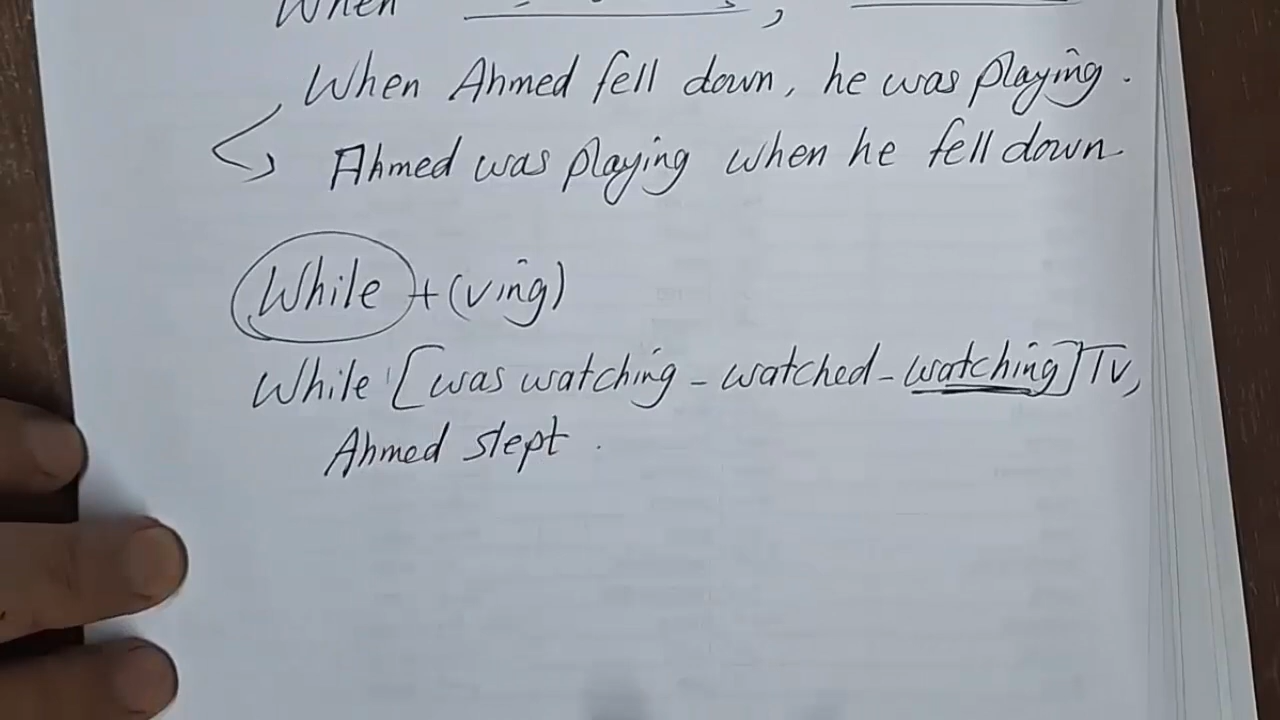 When ,
When Ahmed fell down, he was playing.
Ahmed was playing when he fell down.
While + (ving)
While [was watching - watched - watching] TV,
Ahmed slept.